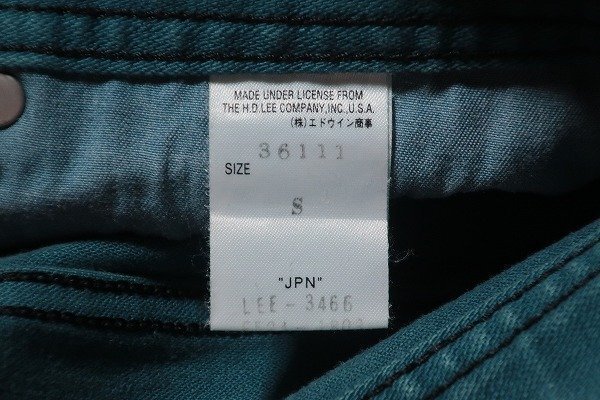 MADE UNDER LICENSE FROM
THE H.D.LEE COMPANY,INC.,U.S.A.
(株)エドウイン商事
36111
SIZE
S
"JPN"
LEE-3466